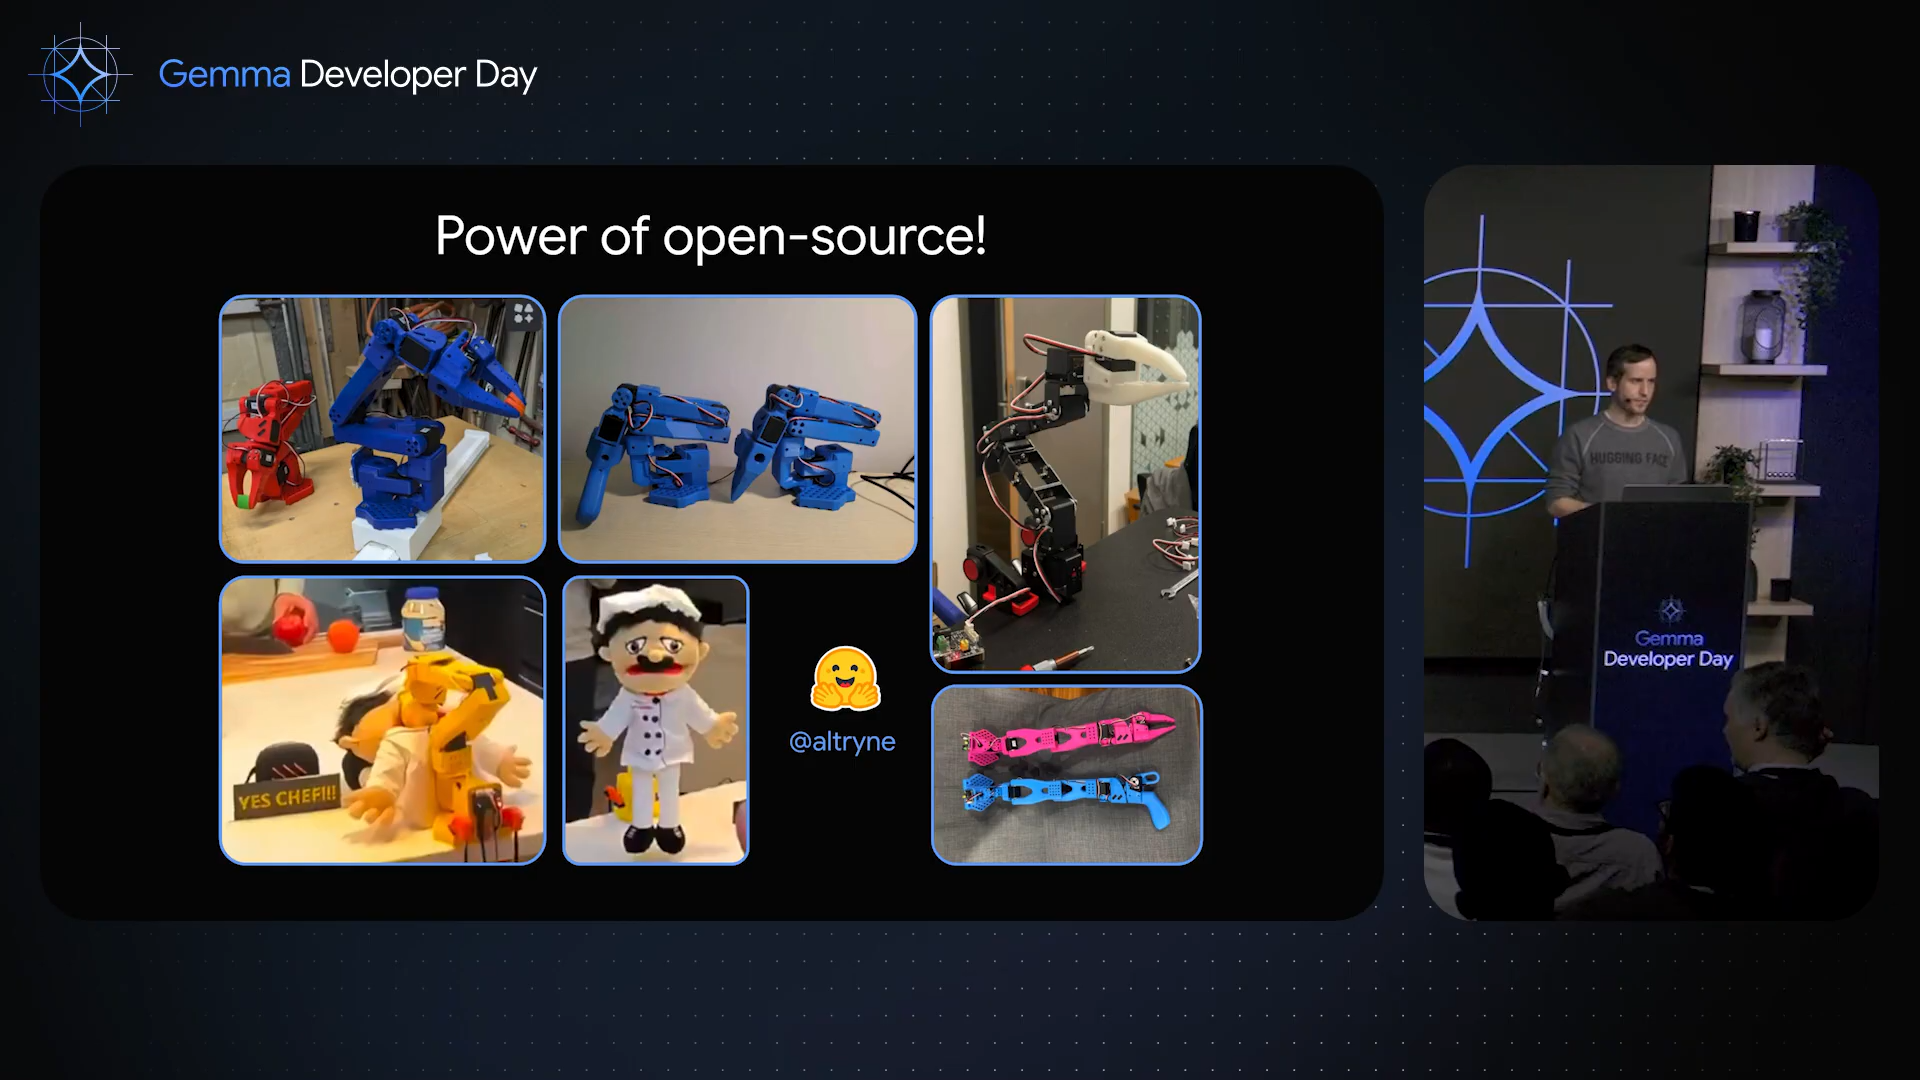 Gemma Developer Day
Power of open-source!
YES CHEF!!!
@altryne
HUGGING FACE
Gemma
Developer Day